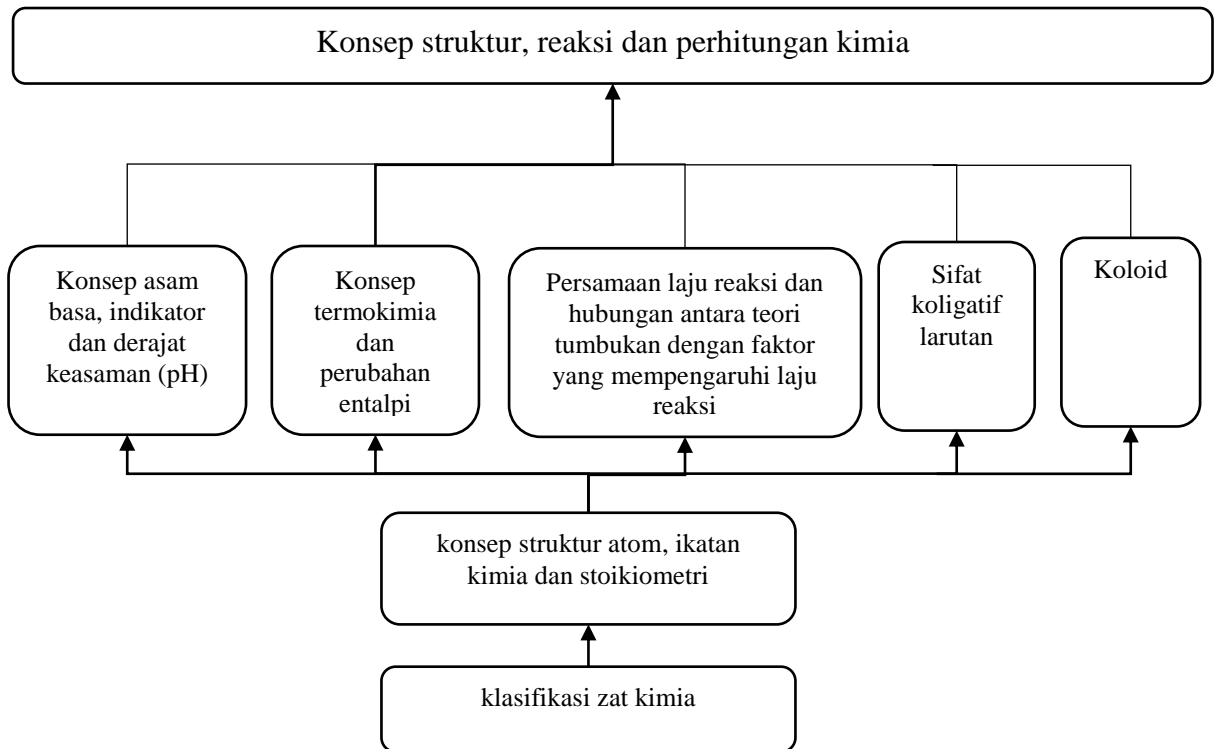 Konsep struktur, reaksi dan perhitungan kimia
Konsep asam
basa, indikator
dan derajat
keasaman (pH)
Konsep
termokimia
dan
perubahan
entalpi
Persamaan laju reaksi dan
hubungan antara teori
tumbukan dengan faktor
yang mempengaruhi laju
reaksi
Sifat
koligatif
larutan
Koloid
konsep struktur atom, ikatan
kimia dan stoikiometri
klasifikasi zat kimia